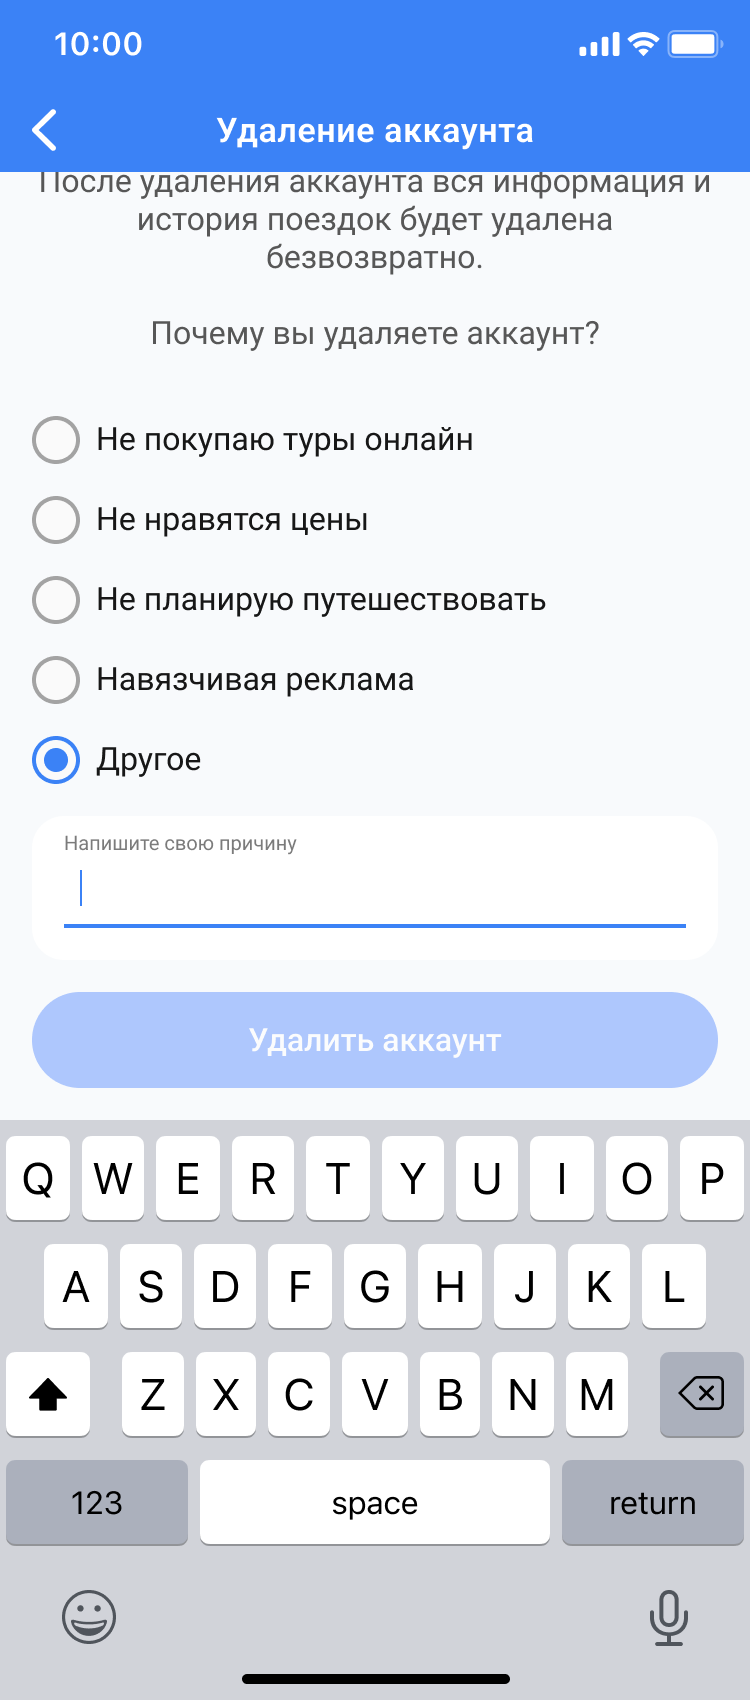 10:00
Удаление аккаунта
После удаления аккаунта вся информация и
история поездок будет удалена
безвозвратно.
Почему вы удаляете аккаунт?
Не покупаю туры онлайн
Не нравятся цены
Не планирую путешествовать
Навязчивая реклама
Другое
Напишите свою причину
Удалить аккаунт
Q W E R T Y U I O P
A S D F G H J K L
Z X C V B N M
123 space return